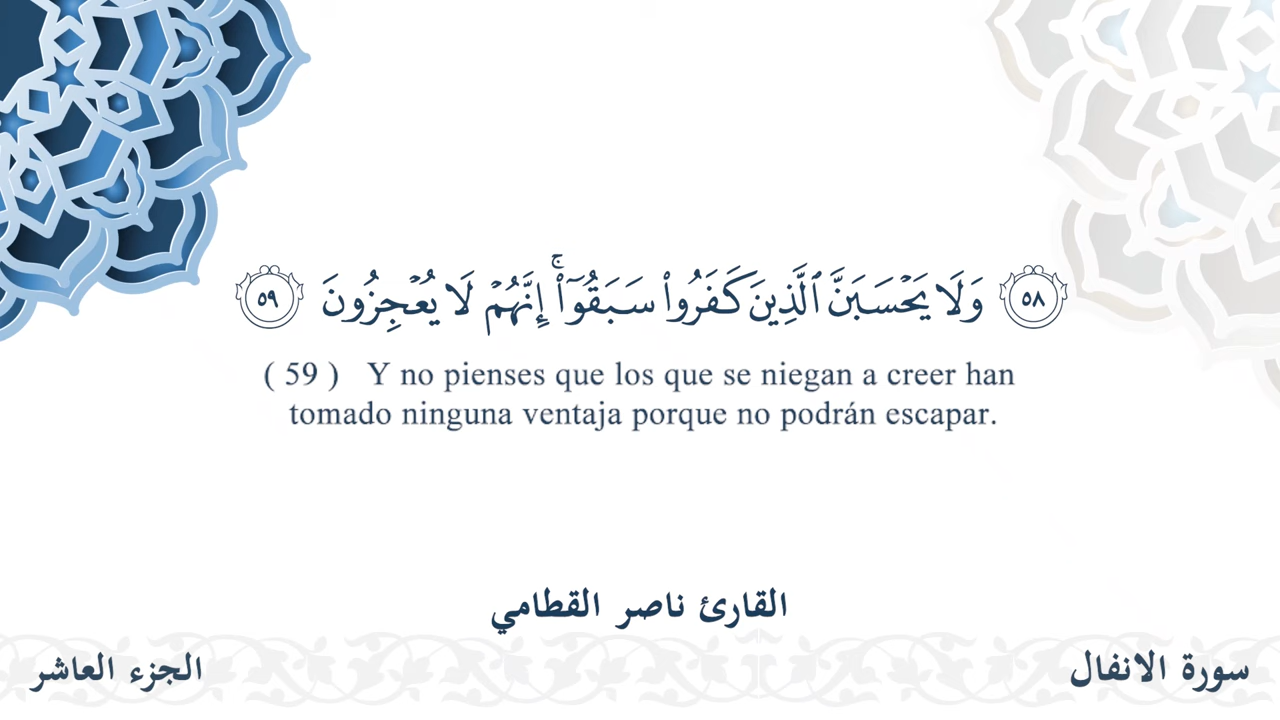 ٥٨ وَلَا يَحْسَبَنَّ ٱلَّذِينَ كَفَرُوا۟ سَبَقُوٓا۟ ۚ إِنَّهُمْ لَا يُعْجِزُونَ ٥٩
( 59 ) Y no pienses que los que se niegan a creer han
tomado ninguna ventaja porque no podrán escapar.
القارئ ناصر القطامي
سورة الانفال
الجزء العاشر